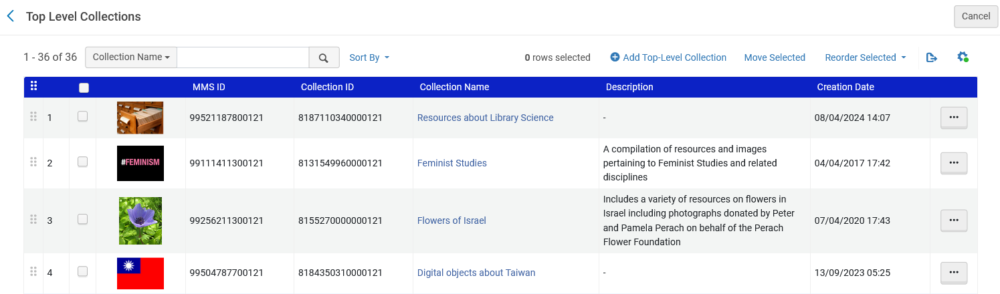 Top Level Collections
Cancel
1 - 36 of 36
Collection Name
Sort By
0 rows selected
Add Top-Level Collection
Move Selected
Reorder Selected
MMS ID Collection ID Collection Name Description Creation Date
1 99521187800121 8187110340000121 Resources about Library Science - 08/04/2024 14:07
#FEMINISM
2 99111411300121 8131549960000121 Feminist Studies
A compilation of resources and images
pertaining to Feminist Studies and related
disciplines
04/04/2017 17:42
3 99256211300121 8155270000000121 Flowers of Israel
Includes a variety of resources on flowers in
Israel including photographs donated by Peter
and Pamela Perach on behalf of the Perach
Flower Foundation
07/04/2020 17:43
4 99504787700121 8184350310000121 Digital objects about Taiwan - 13/09/2023 05:25